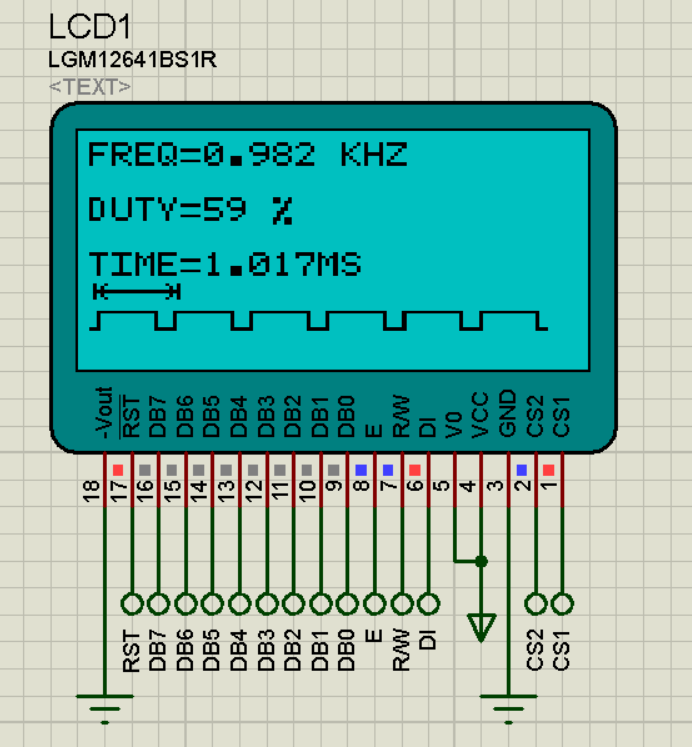 LCD1
LGM12641BS1R
<TEXT>
FREQ=0.982 KHZ
DUTY=59 %
TIME=1.017MS
-Vout RST DB7 DB6 DB5 DB4 DB3 DB2 DB1 DB0 E R/W DI V0 VCC GND CS2 CS1
18 17 16 15 14 13 12 11 10 9 8 7 6 5 4 3 2 1
RST DB7 DB6 DB5 DB4 DB3 DB2 DB1 DB0 E R/W DI CS2 CS1